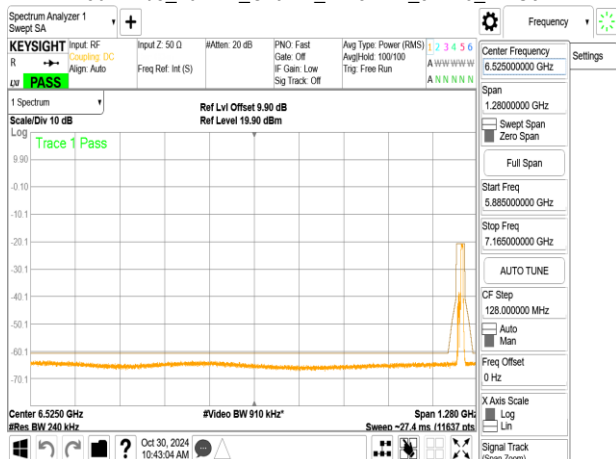 Spectrum Analyzer 1
Swept SA
Frequency
KEYSIGHT
R
LXI
PASS
Input: RF
Coupling: DC
Align: Auto
Input Z: 50 Ω
Freq Ref: Int (S)
#Atten: 20 dB
PNO: Fast
Gate: Off
IF Gain: Low
Sig Track: Off
Avg Type: Power (RMS)
Avg|Hold: 100/100
Trig: Free Run
1 2 3 4 5 6
A W W W W W
A N N N N N
1 Spectrum
Scale/Div 10 dB
Ref Lvl Offset 9.90 dB
Ref Level 19.90 dBm
Log
Trace 1 Pass
9.90
-0.10
-10.1
-20.1
-30.1
-40.1
-50.1
-60.1
-70.1
Center 6.5250 GHz
#Video BW 910 kHz*
Span 1.280 GHz
#Res BW 240 kHz
Sweep ~27.4 ms (11637 pts
Oct 30, 2024
10:43:04 AM
Center Frequency
6.525000000 GHz
Settings
Span
1.28000000 GHz
Swept Span
Zero Span
Full Span
Start Freq
5.885000000 GHz
Stop Freq
7.165000000 GHz
AUTO TUNE
CF Step
128.000000 MHz
Auto
Man
Freq Offset
0 Hz
X Axis Scale
Log
Lin
Signal Track
(Span Zoom)